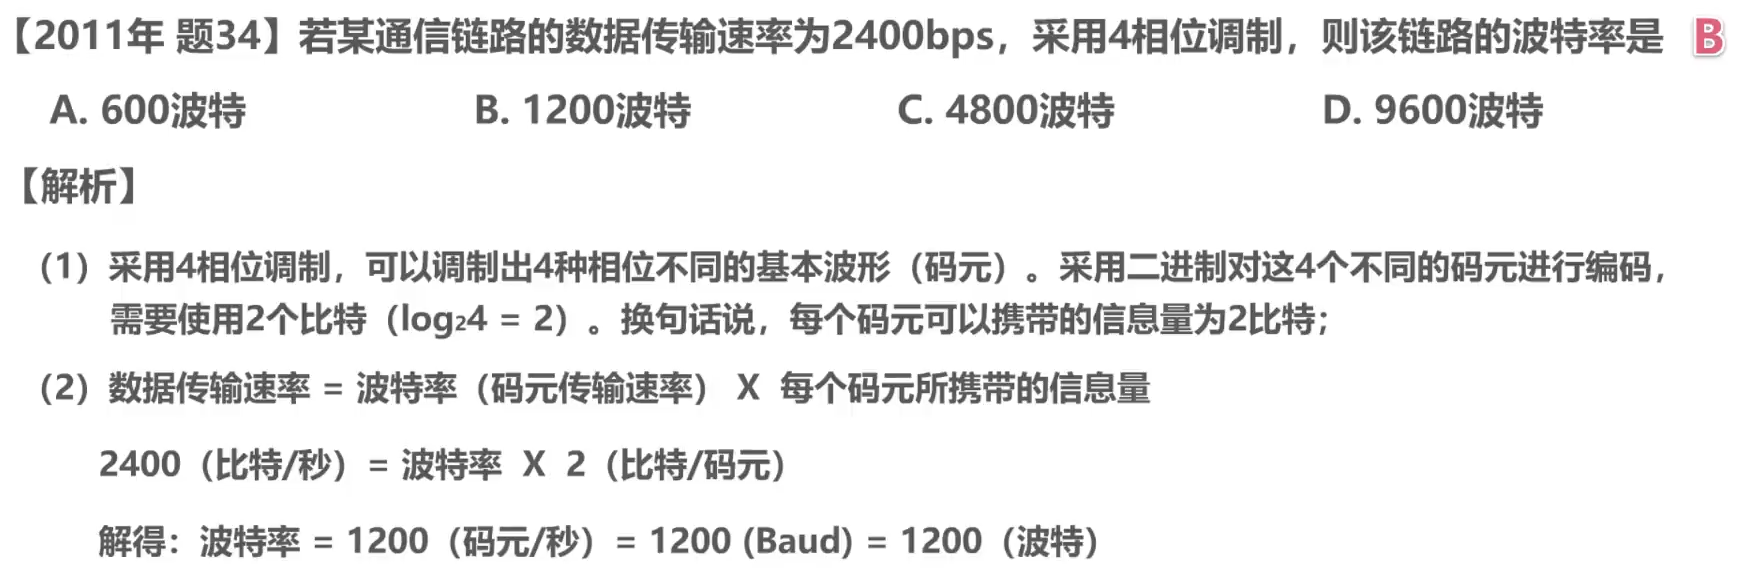 【2011年 题34】若某通信链路的数据传输速率为2400bps，采用4相位调制，则该链路的波特率是 B
A. 600波特 B. 1200波特 C. 4800波特 D. 9600波特
【解析】
（1）采用4相位调制，可以调制出4种相位不同的基本波形（码元）。采用二进制对这4个不同的码元进行编码，
需要使用2个比特（log₂4 = 2）。换句话说，每个码元可以携带的信息量为2比特；
（2）数据传输速率 = 波特率（码元传输速率） X 每个码元所携带的信息量
2400（比特/秒）= 波特率 X 2（比特/码元）
解得：波特率 = 1200（码元/秒）= 1200 (Baud) = 1200（波特）